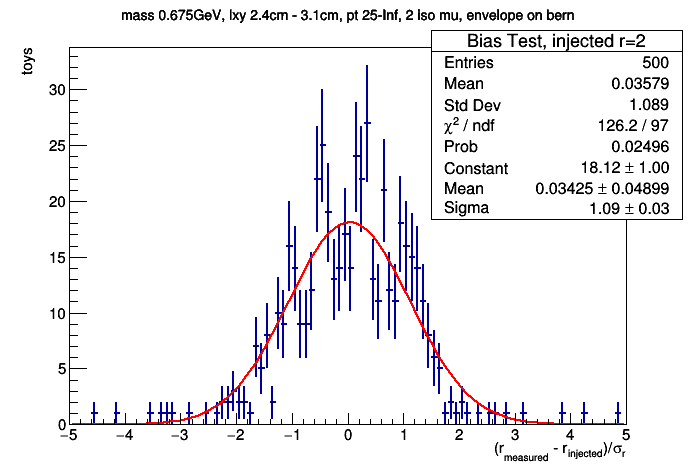 mass 0.675GeV, lxy 2.4cm - 3.1cm, pt 25-Inf, 2 Iso mu, envelope on bern
Bias Test, injected r=2
Entries 500
Mean 0.03579
Std Dev 1.089
χ² / ndf 126.2 / 97
Prob 0.02496
Constant 18.12 ± 1.00
Mean 0.03425 ± 0.04899
Sigma 1.09 ± 0.03
toys
30
25
20
15
10
5
0
−5 −4 −3 −2 −1 0 1 2 3 4 5
(r_measured - r_injected)/σ_r